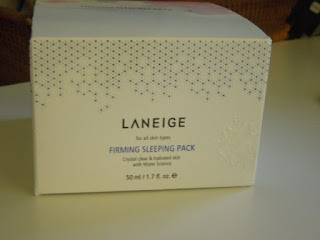 LANEIGE
for all skin types
FIRMING SLEEPING PACK
Crystal clear & hydrated skin
with Water Science
50 ml / 1.7 fl. oz. ℮